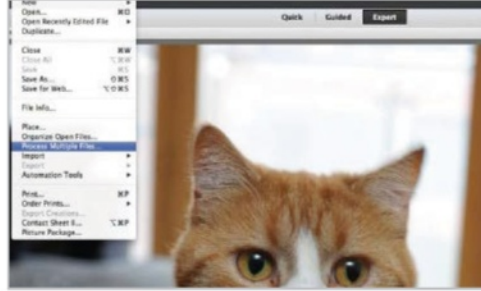 New
Open... ⌘O
Open Recently Edited File
Duplicate...
Quick Guided Expert
Close ⌘W
Close All ⌥⌘W
Save ⌘S
Save As... ⇧⌘S
Save for Web... ⌥⇧⌘S
File Info...
Place...
Organize Open Files...
Process Multiple Files...
Import
Export
Automation Tools
Print... ⌘P
Order Prints...
Export Creations...
Contact Sheet II... ⌥⌘P
Picture Package...